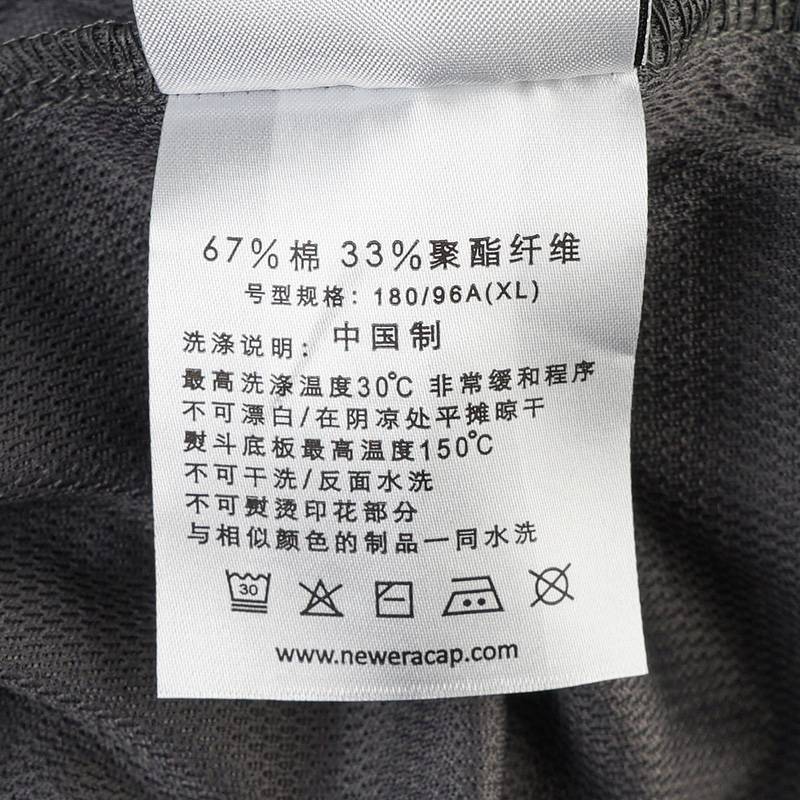 67%棉 33%聚酯纤维
号型规格：180/96A(XL)
洗涤说明： 中国制
最高洗涤温度30℃ 非常缓和程序
不可漂白/在阴凉处平摊晾干
熨斗底板最高温度150℃
不可干洗/反面水洗
不可熨烫印花部分
与相似颜色的制品一同水洗
30
www.neweracap.com